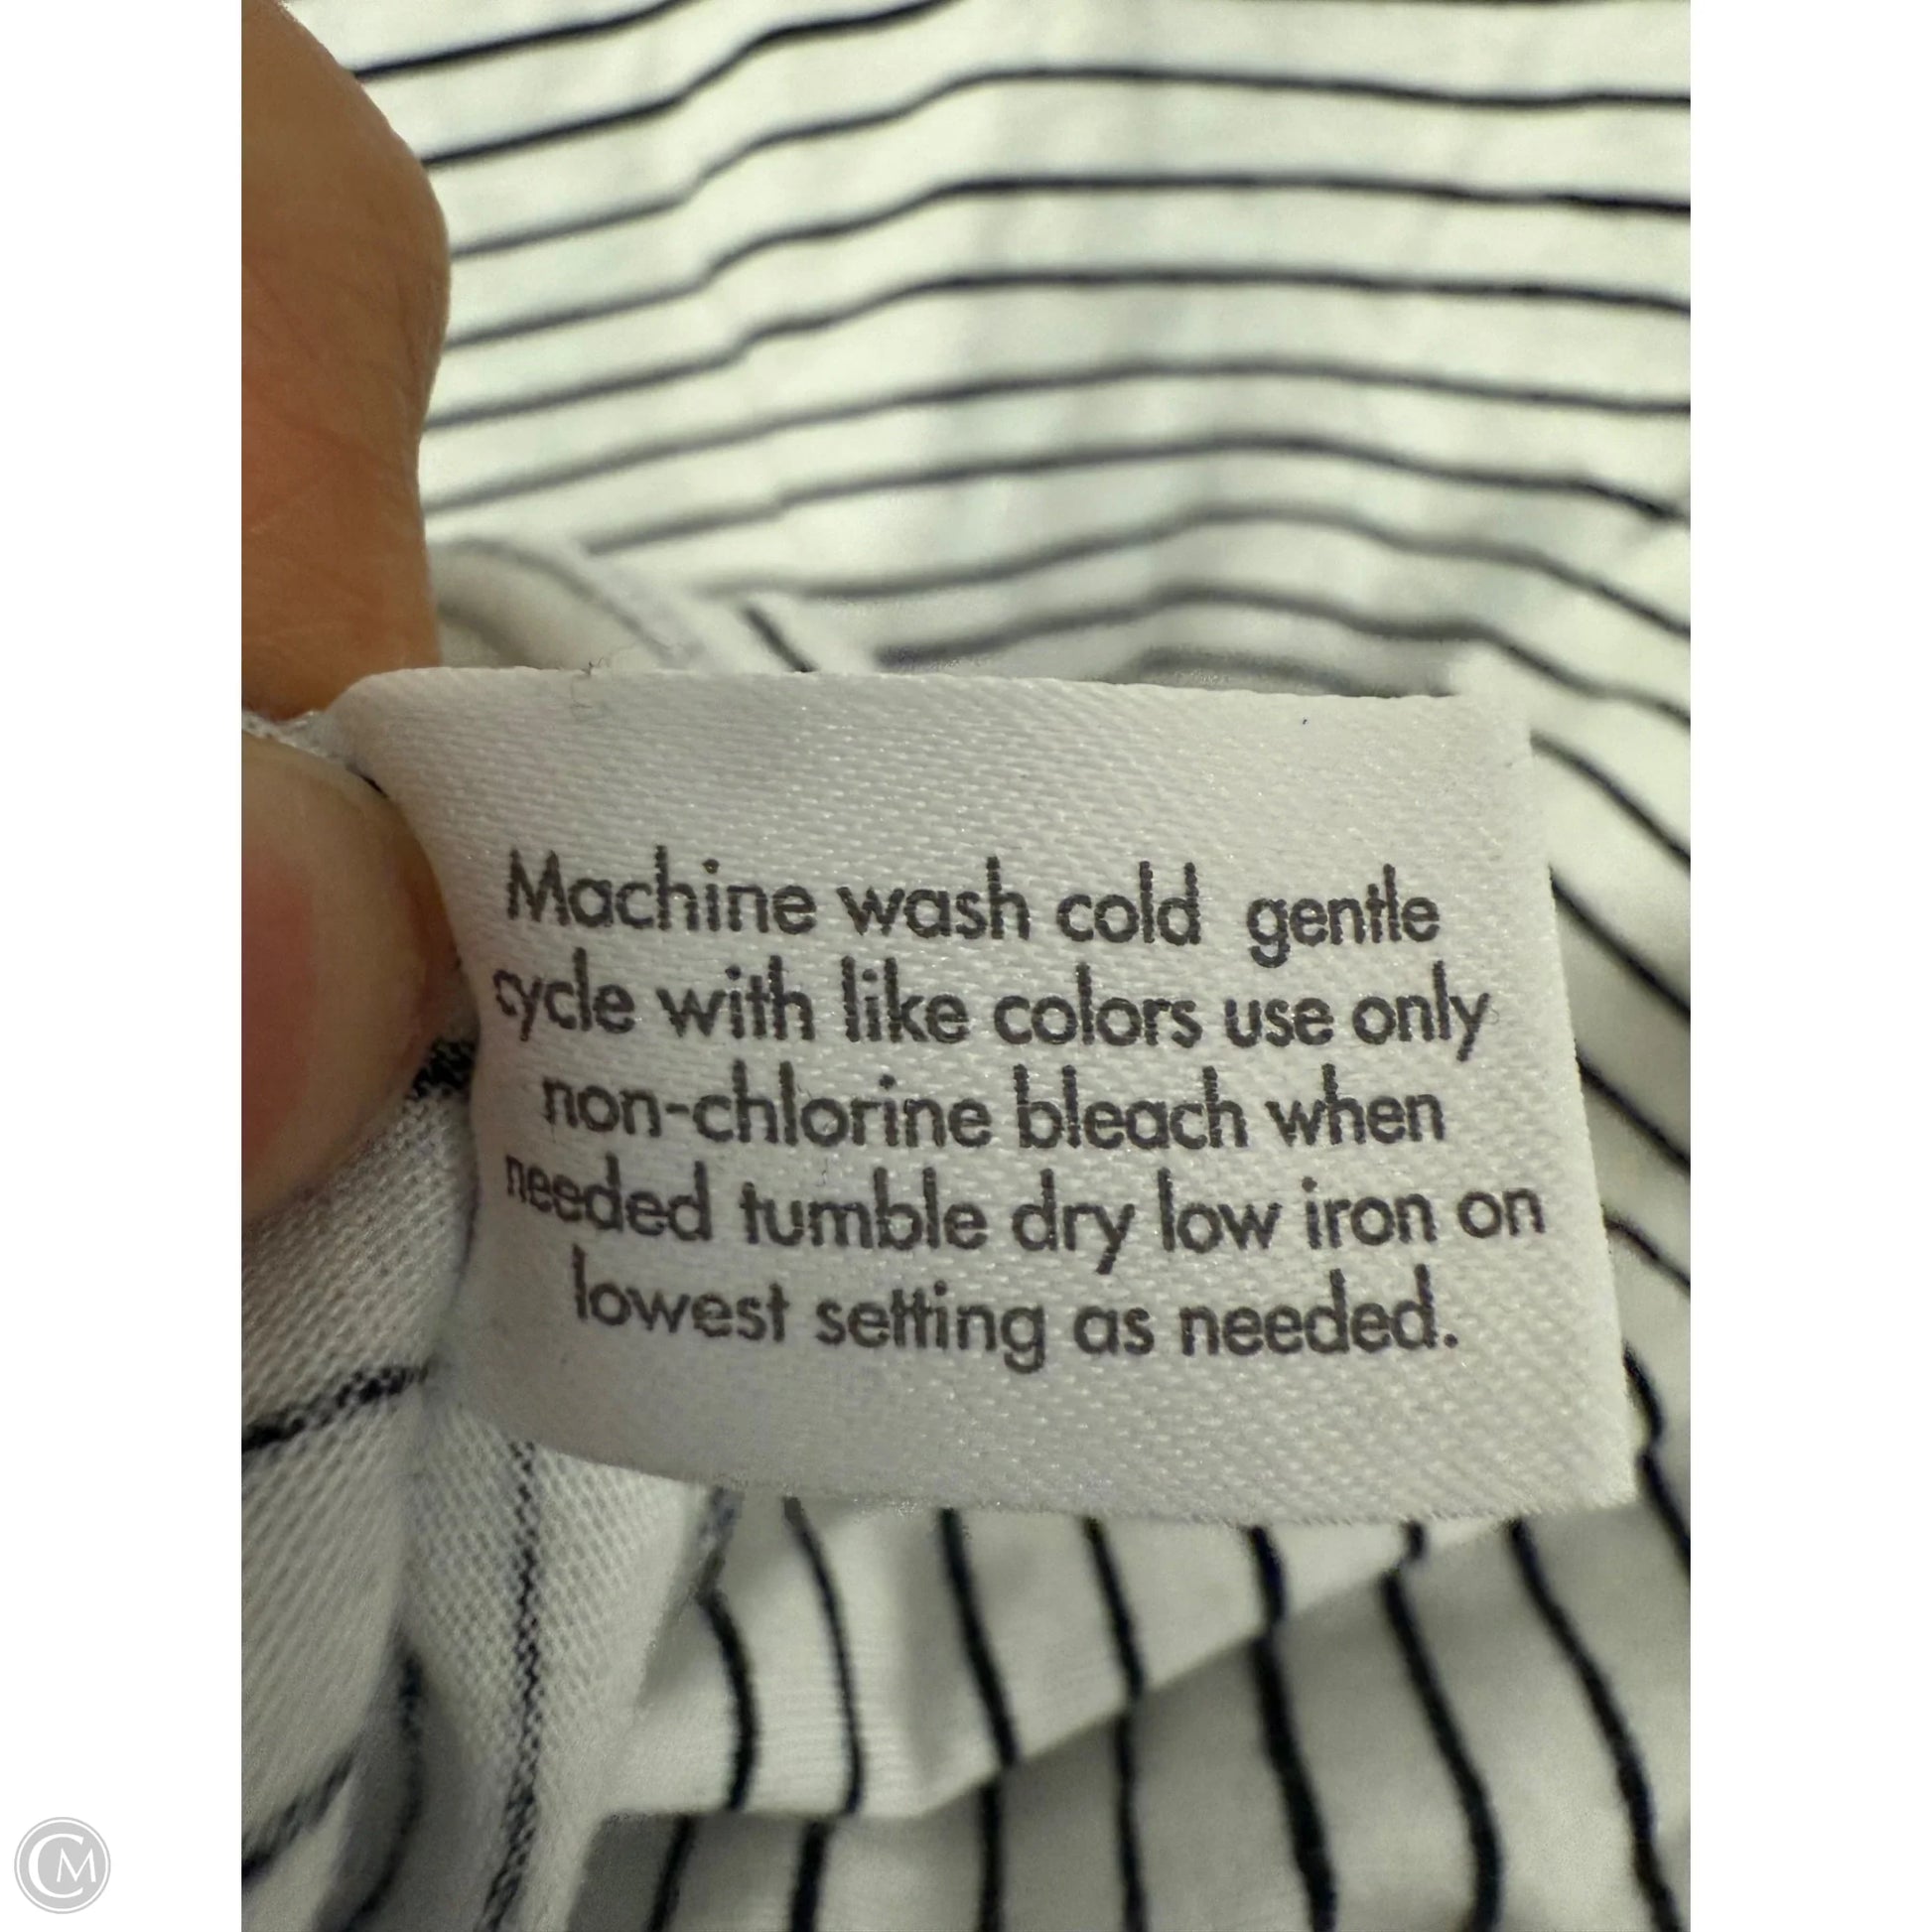 Machine wash cold gentle
cycle with like colors use only
non-chlorine bleach when
needed tumble dry low iron on
lowest setting as needed.
CM